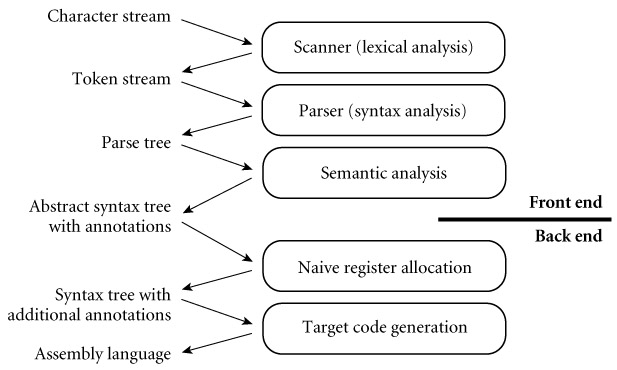 Character stream
Scanner (lexical analysis)
Token stream
Parser (syntax analysis)
Parse tree
Semantic analysis
Abstract syntax tree
with annotations
Front end
Back end
Naive register allocation
Syntax tree with
additional annotations
Target code generation
Assembly language